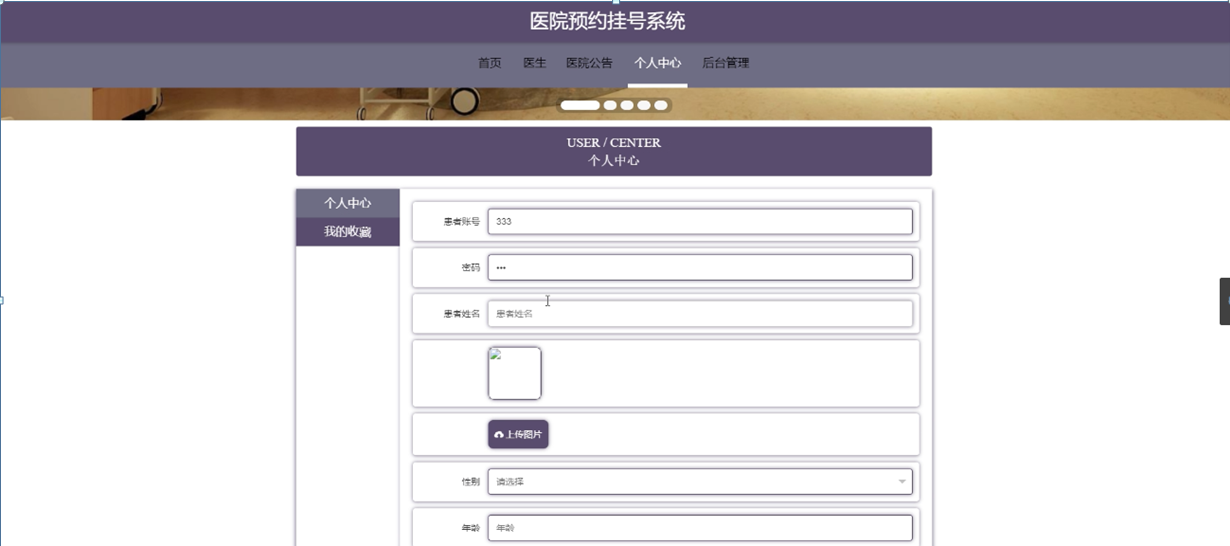 医院预约挂号系统
首页 医生 医院公告 个人中心 后台管理
USER / CENTER
个人中心
个人中心
我的收藏
患者账号 333
密码 •••
患者姓名 患者姓名
上传图片
性别 请选择
年龄 年龄